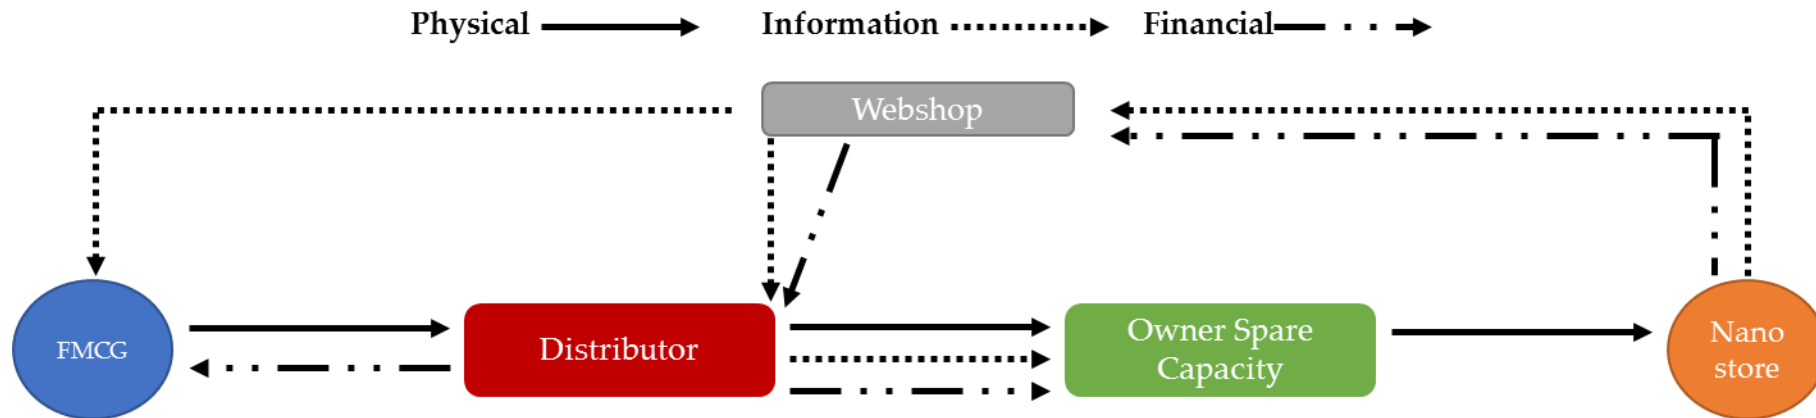 Physical Information Financial
Webshop
FMCG
Distributor
Owner Spare
Capacity
Nano
store